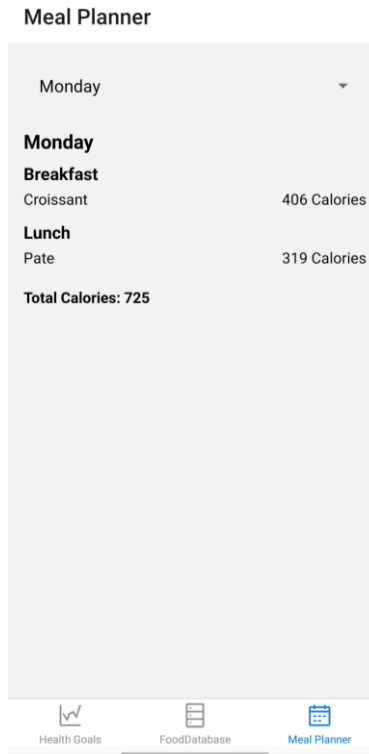 Meal Planner
Monday
Monday
Breakfast
Croissant 406 Calories
Lunch
Pate 319 Calories
Total Calories: 725
Health Goals FoodDatabase Meal Planner